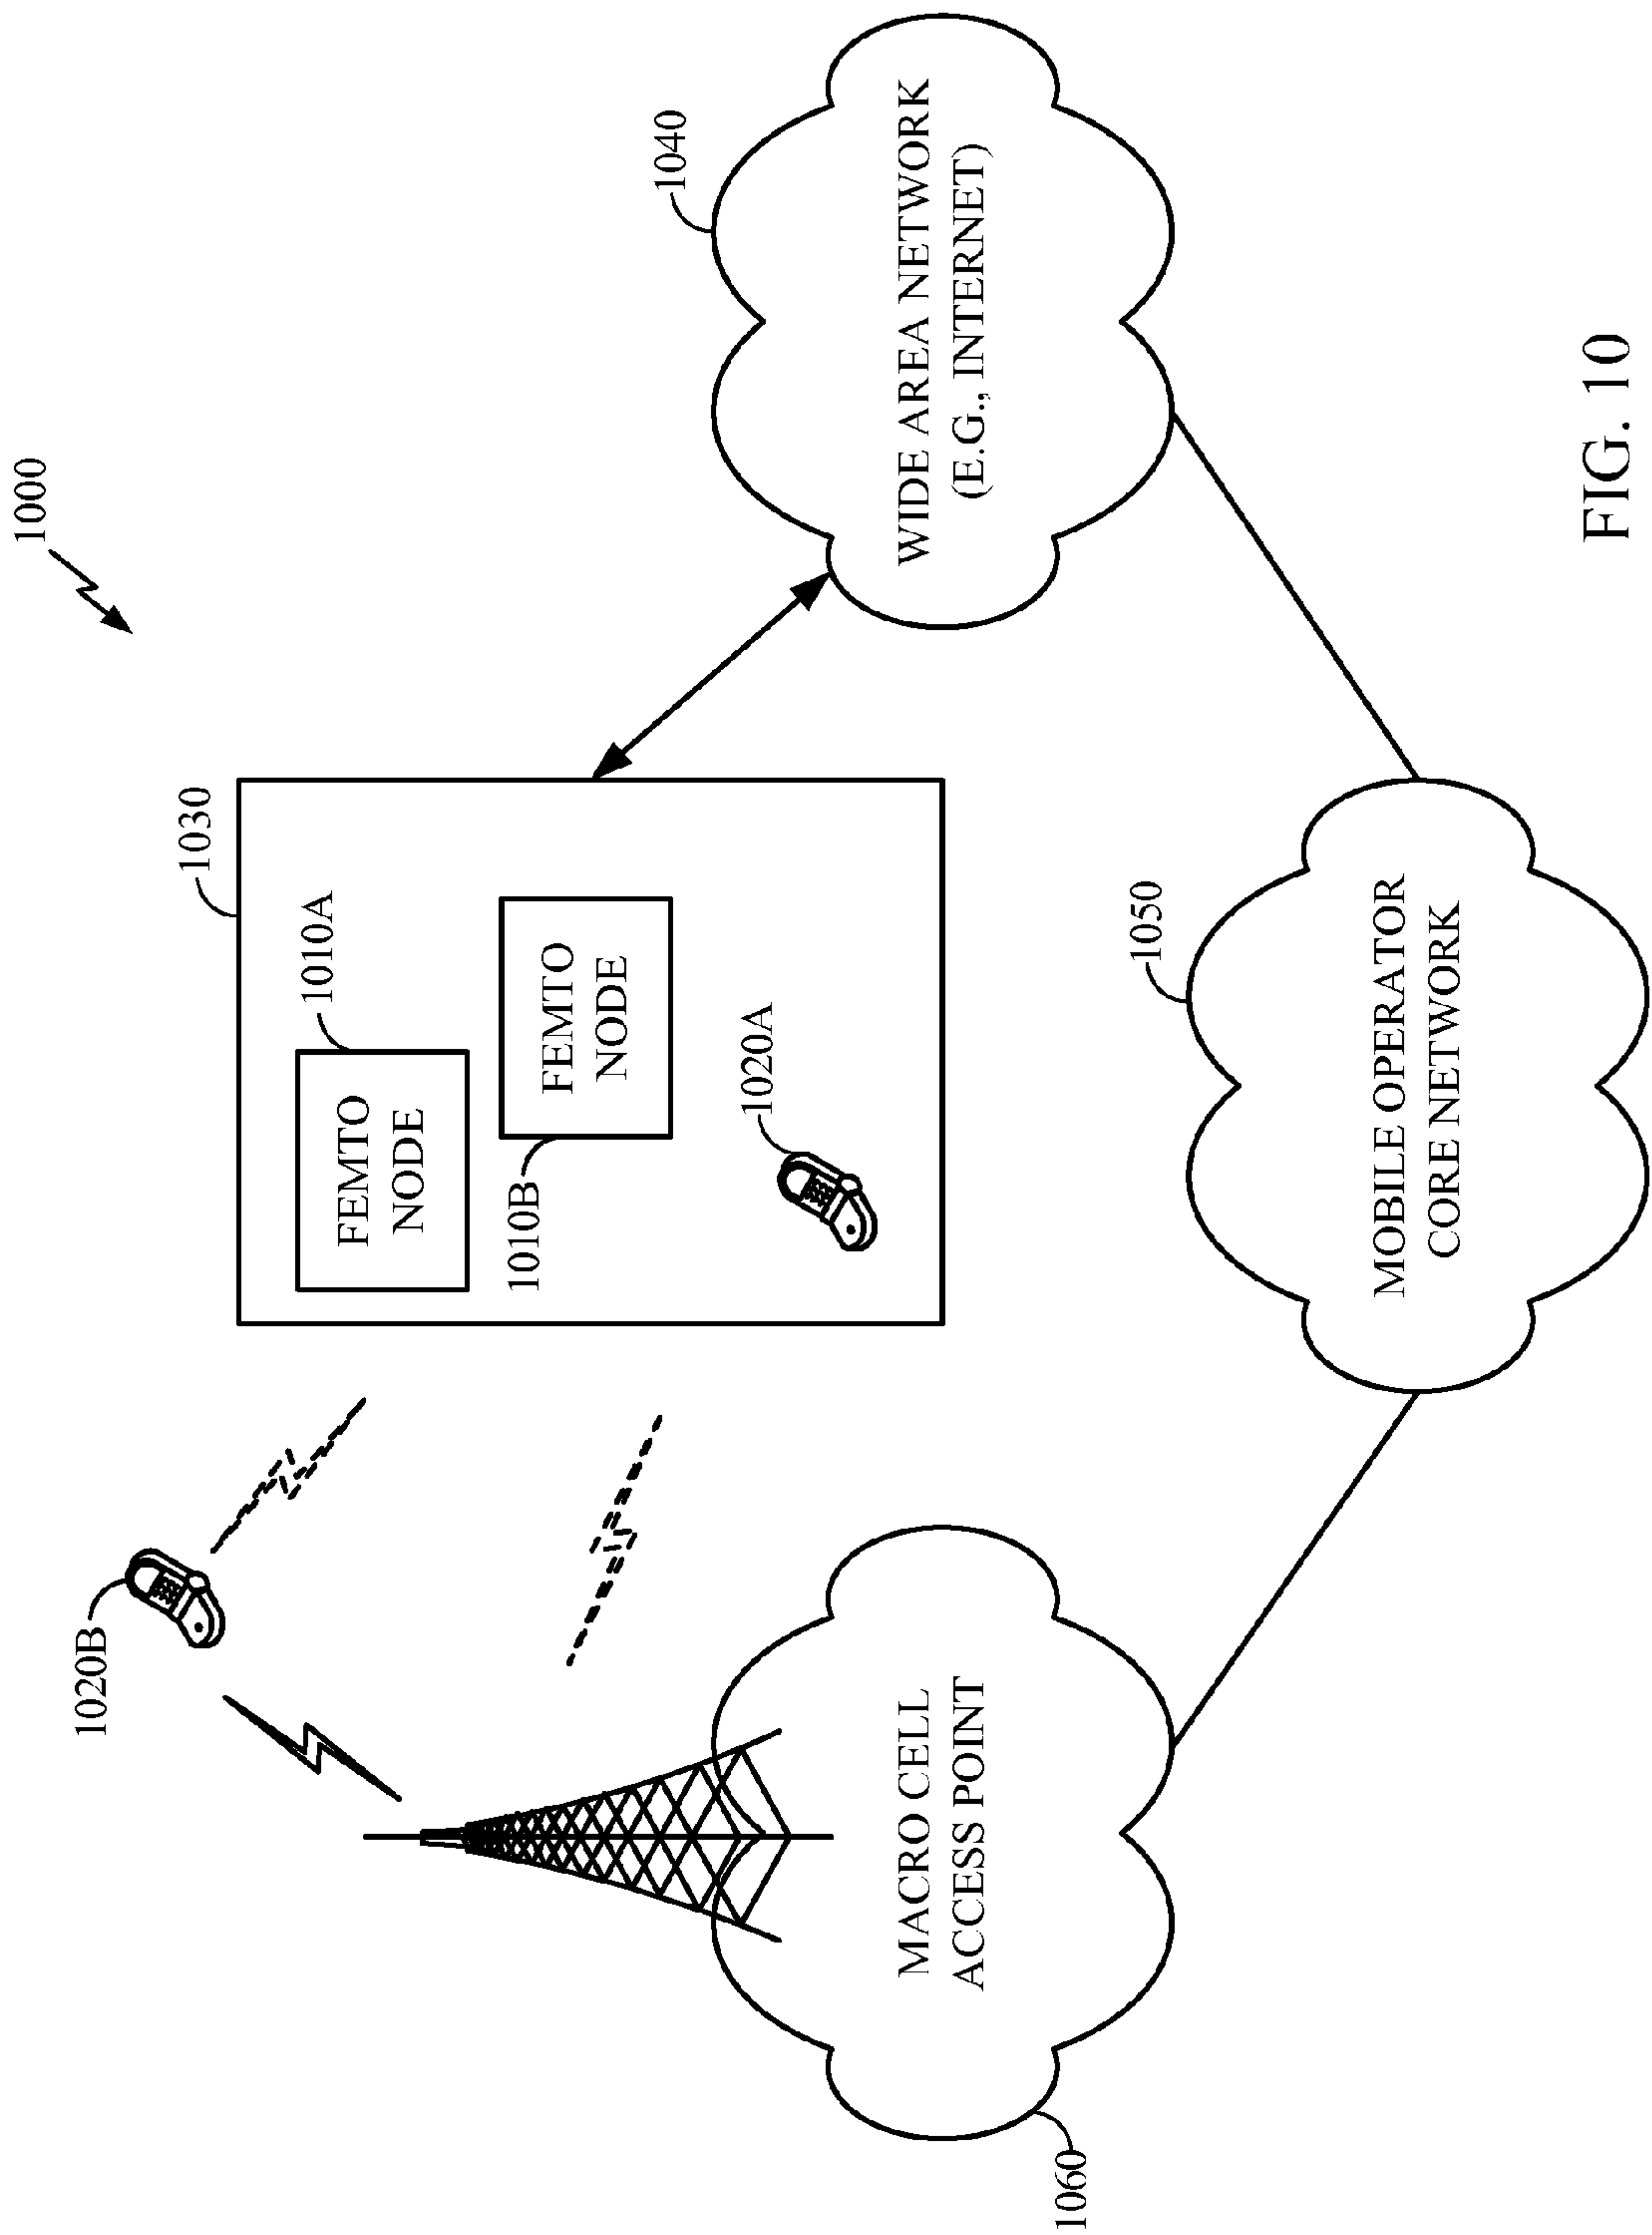 1000
1020B
1030
1010A
FEMTO
NODE
FEMTO
NODE
1010B
1020A
1040
MACRO CELL
ACCESS POINT
WIDE AREA NETWORK
(E.G., INTERNET)
1060
1050
MOBILE OPERATOR
CORE NETWORK
FIG. 10